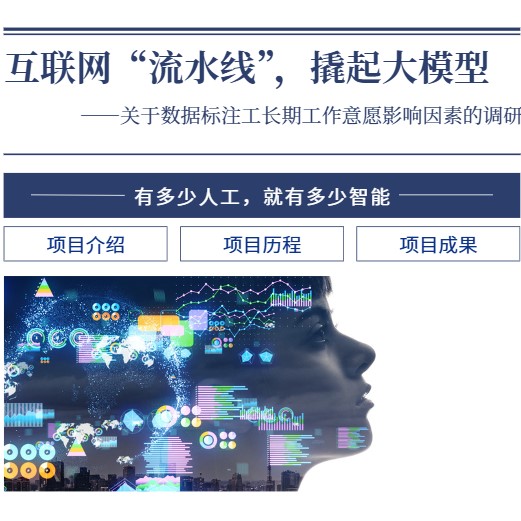 互联网“流水线”，撬起大模型
——关于数据标注工长期工作意愿影响因素的调研
有多少人工，就有多少智能
项目介绍
项目历程
项目成果